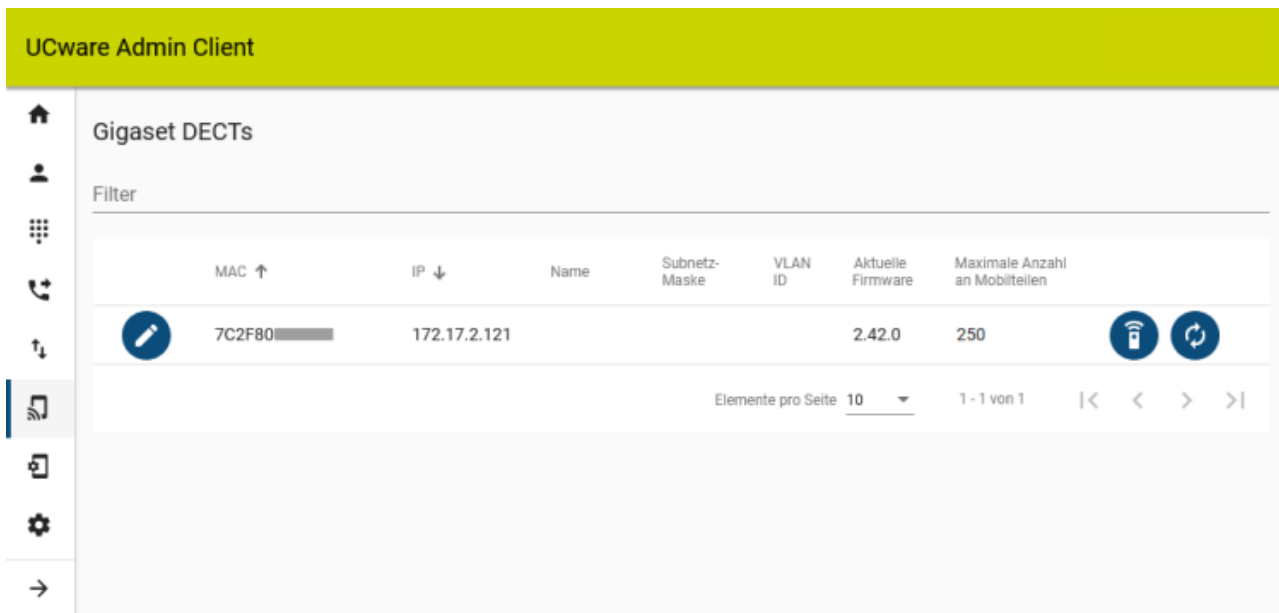 UCware Admin Client
Gigaset DECTs
Filter
MAC IP Name Subnetz-Maske VLAN ID Aktuelle Firmware Maximale Anzahl an Mobilteilen
7C2F80 172.17.2.121 2.42.0 250
Elemente pro Seite 10 1 - 1 von 1